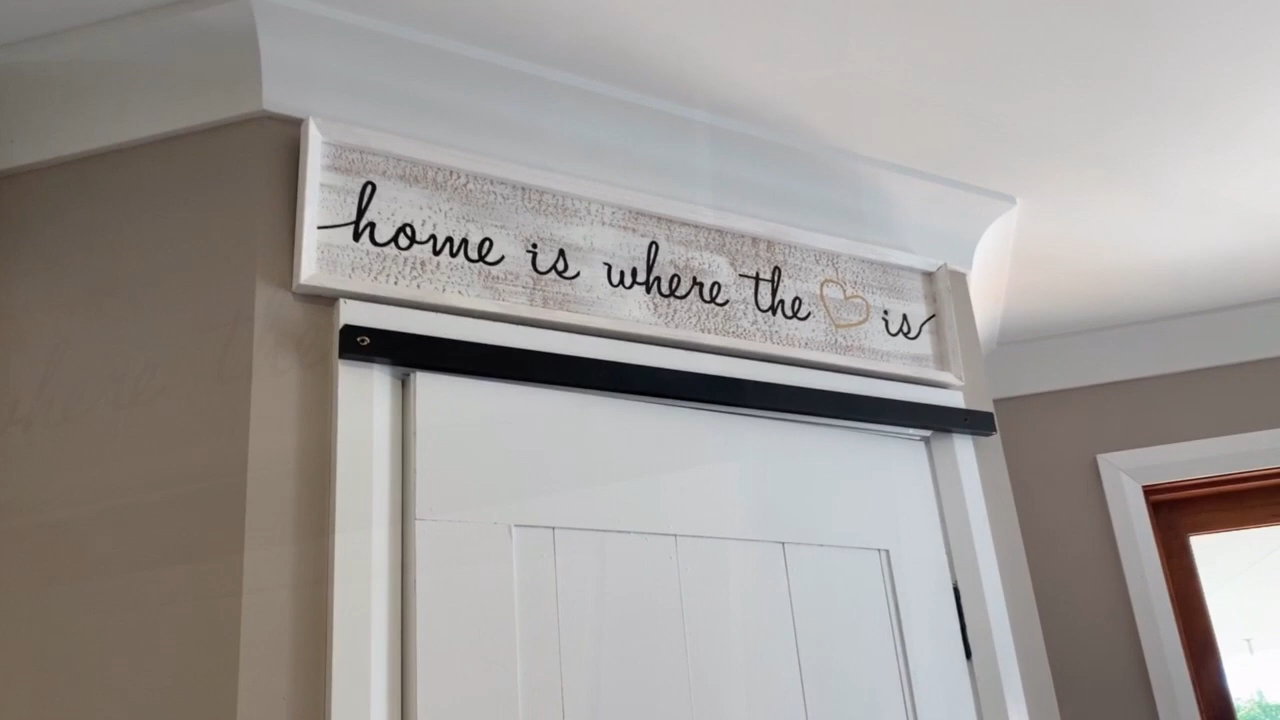 home is where the ♡ is